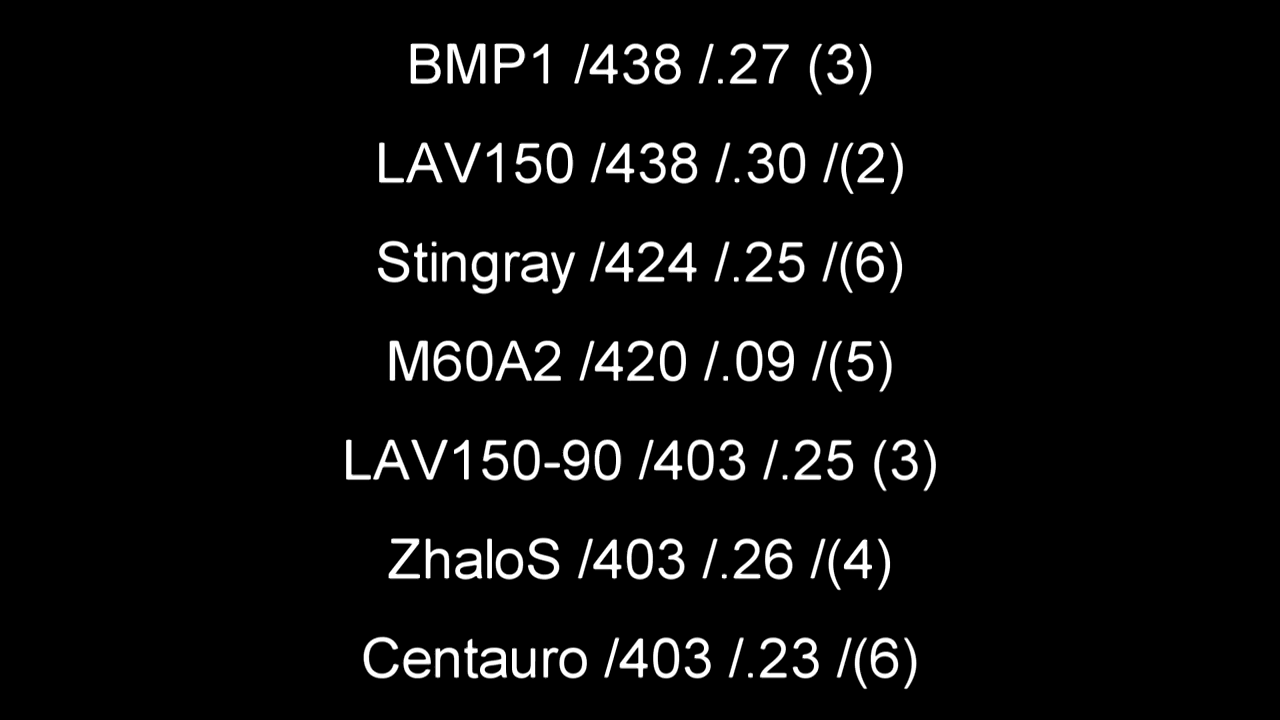 BMP1 /438 /.27 (3)
LAV150 /438 /.30 /(2)
Stingray /424 /.25 /(6)
M60A2 /420 /.09 /(5)
LAV150-90 /403 /.25 (3)
ZhaloS /403 /.26 /(4)
Centauro /403 /.23 /(6)